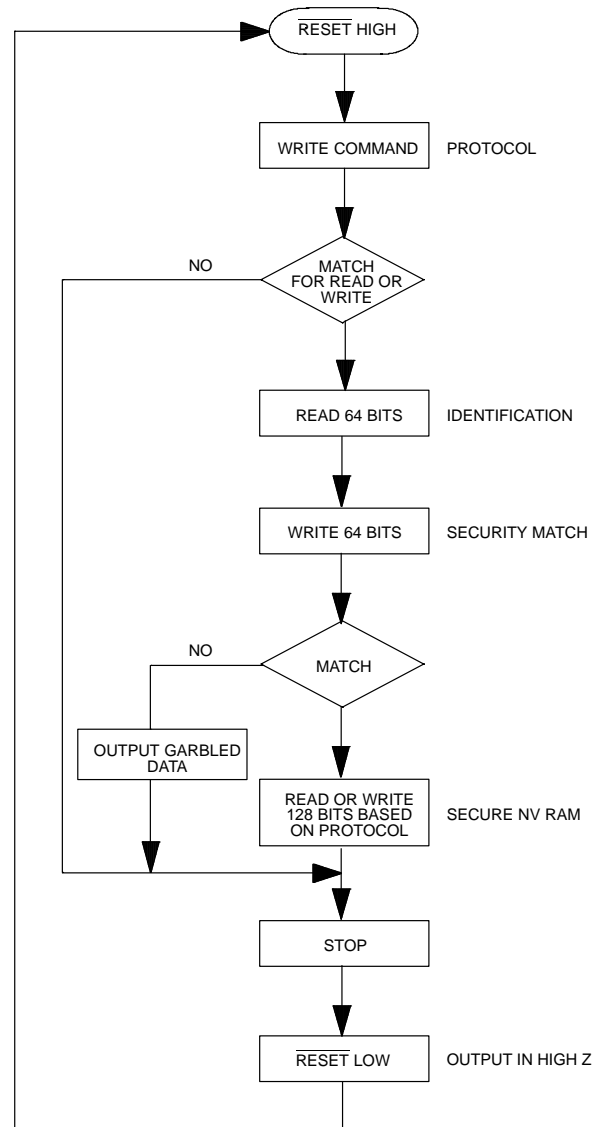 RESET HIGH
WRITE COMMAND
PROTOCOL
NO
MATCH
FOR READ OR
WRITE
READ 64 BITS
IDENTIFICATION
WRITE 64 BITS
SECURITY MATCH
NO
MATCH
OUTPUT GARBLED
DATA
READ OR WRITE
128 BITS BASED
ON PROTOCOL
SECURE NV RAM
STOP
RESET LOW
OUTPUT IN HIGH Z